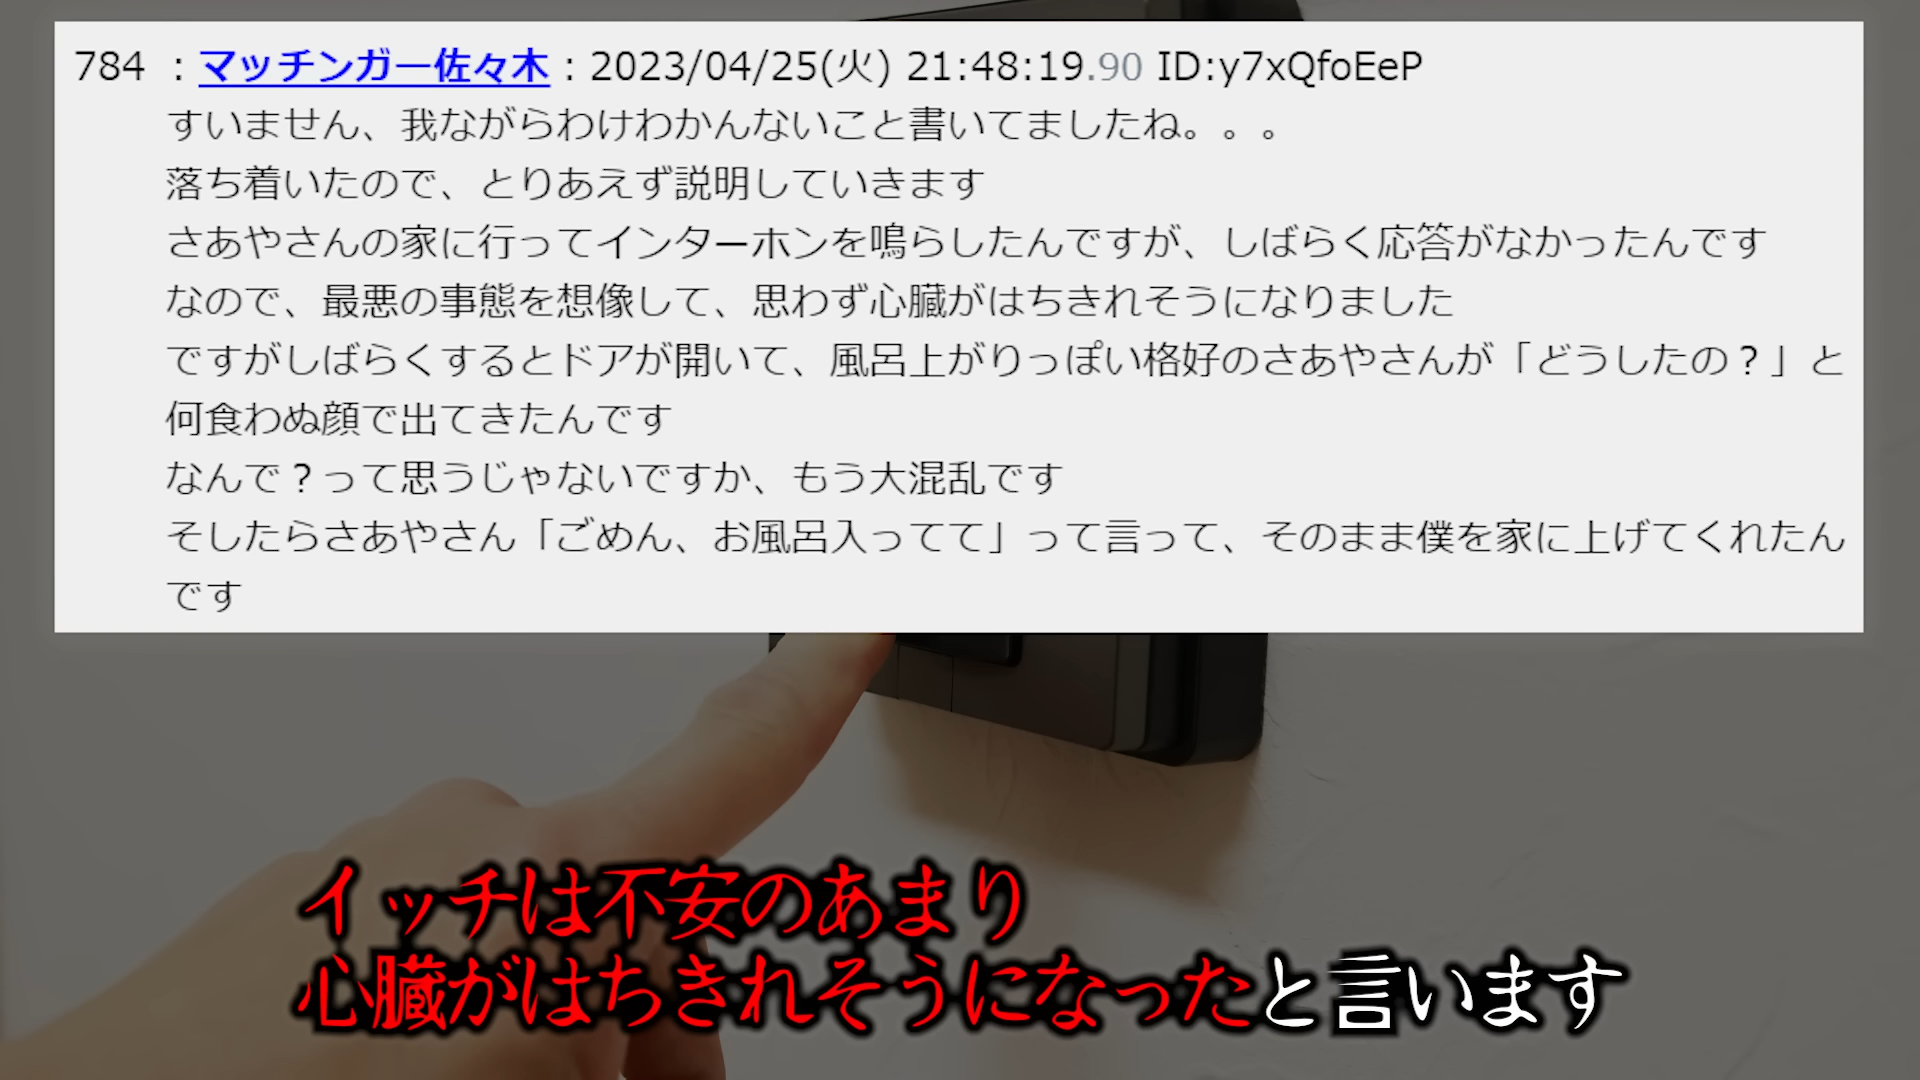 784 ：マッチンガー佐々木：2023/04/25(火) 21:48:19.90 ID:y7xQfoEeP
すいません、我ながらわけわかんないこと書いてましたね。。。
落ち着いたので、とりあえず説明していきます
さあやさんの家に行ってインターホンを鳴らしたんですが、しばらく応答がなかったんです
なので、最悪の事態を想像して、思わず心臓がはちきれそうになりました
ですがしばらくするとドアが開いて、風呂上がりっぽい格好のさあやさんが「どうしたの？」と
何食わぬ顔で出てきたんです
なんで？って思うじゃないですか、もう大混乱です
そしたらさあやさん「ごめん、お風呂入ってて」って言って、そのまま僕を家に上げてくれたん
です
イッチは不安のあまり
心臓がはちきれそうになったと言います